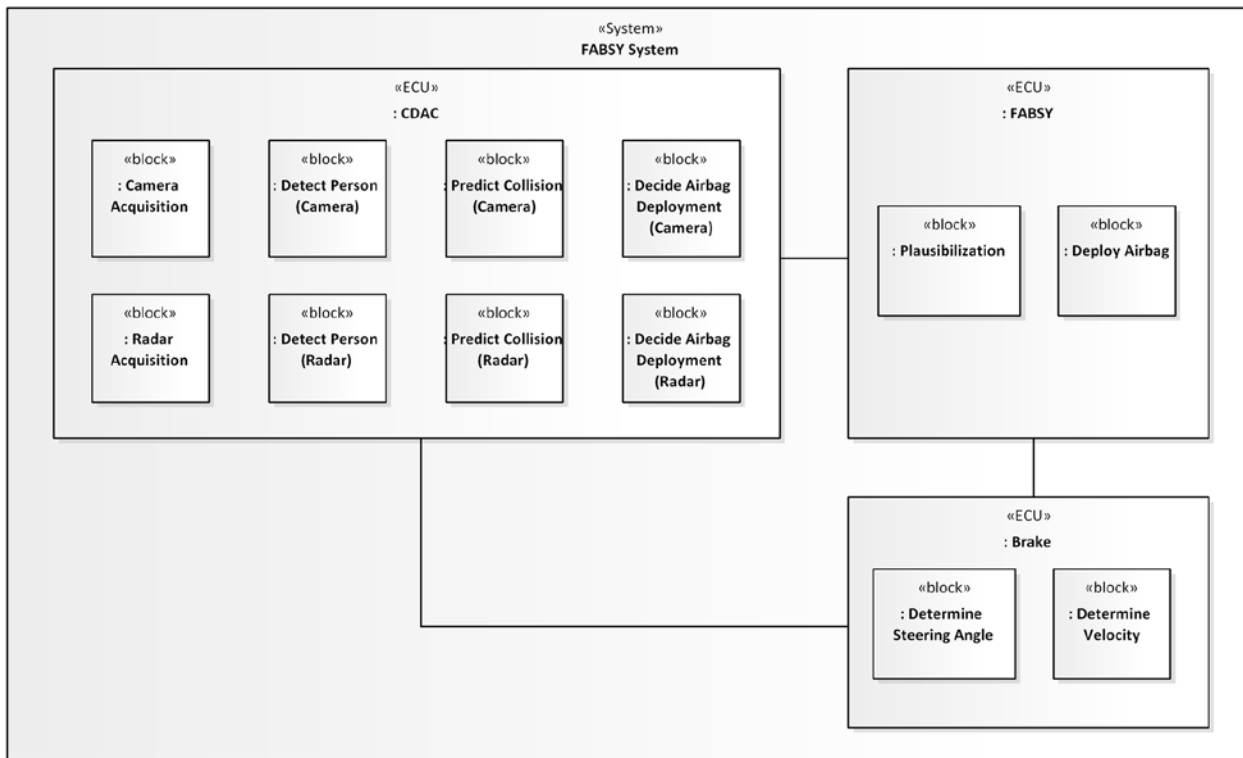 «System»
FABSY System
«ECU»
: CDAC
«block»
: Camera
Acquisition
«block»
: Detect Person
(Camera)
«block»
: Predict Collision
(Camera)
«block»
: Decide Airbag
Deployment
(Camera)
«block»
: Radar
Acquisition
«block»
: Detect Person
(Radar)
«block»
: Predict Collision
(Radar)
«block»
: Decide Airbag
Deployment
(Radar)
«ECU»
: FABSY
«block»
: Plausibilization
«block»
: Deploy Airbag
«ECU»
: Brake
«block»
: Determine
Steering Angle
«block»
: Determine
Velocity